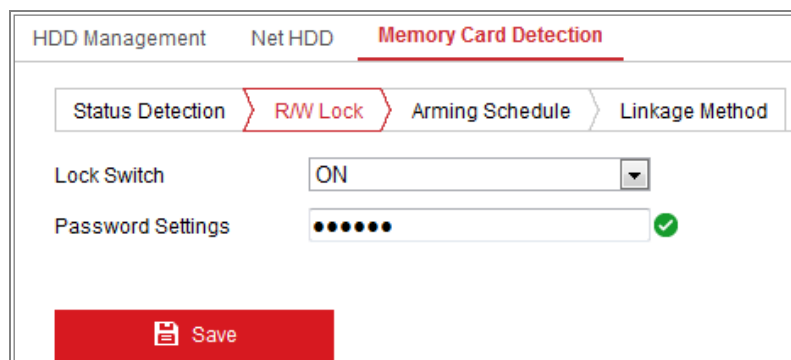 HDD Management Net HDD Memory Card Detection
Status Detection R/W Lock Arming Schedule Linkage Method
Lock Switch ON
Password Settings ●●●●●●
Save